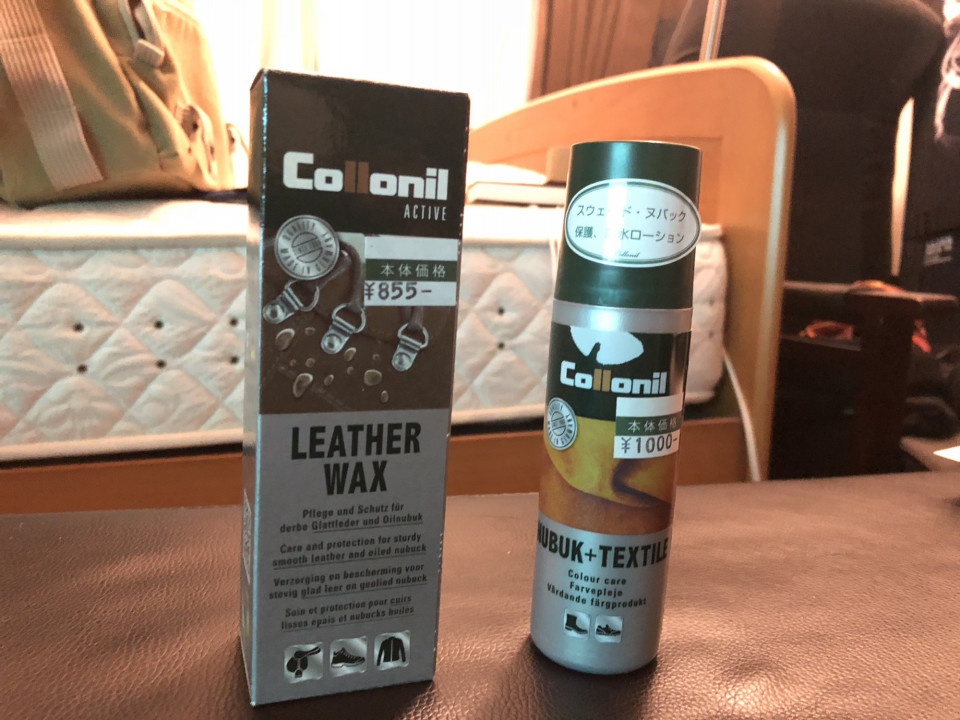 Collonil
ACTIVE
本体価格
¥855-
LEATHER
WAX
Pflege und Schutz für
derbe Glattleder und Oilnubuk
Care and protection for sturdy
smooth leather and oiled nubuck
Verzorging en bescherming voor
stevig glad leer en geolied nubuck
Soin et protection pour cuirs
lisses épais et nubucks huilés
スウェード・ヌバック
保護、水ローション
Collonil
Collonil
本体価格
¥1000-
NUBUK+TEXTILE
Colour care
Farvepleje
Vårdande färgprodukt